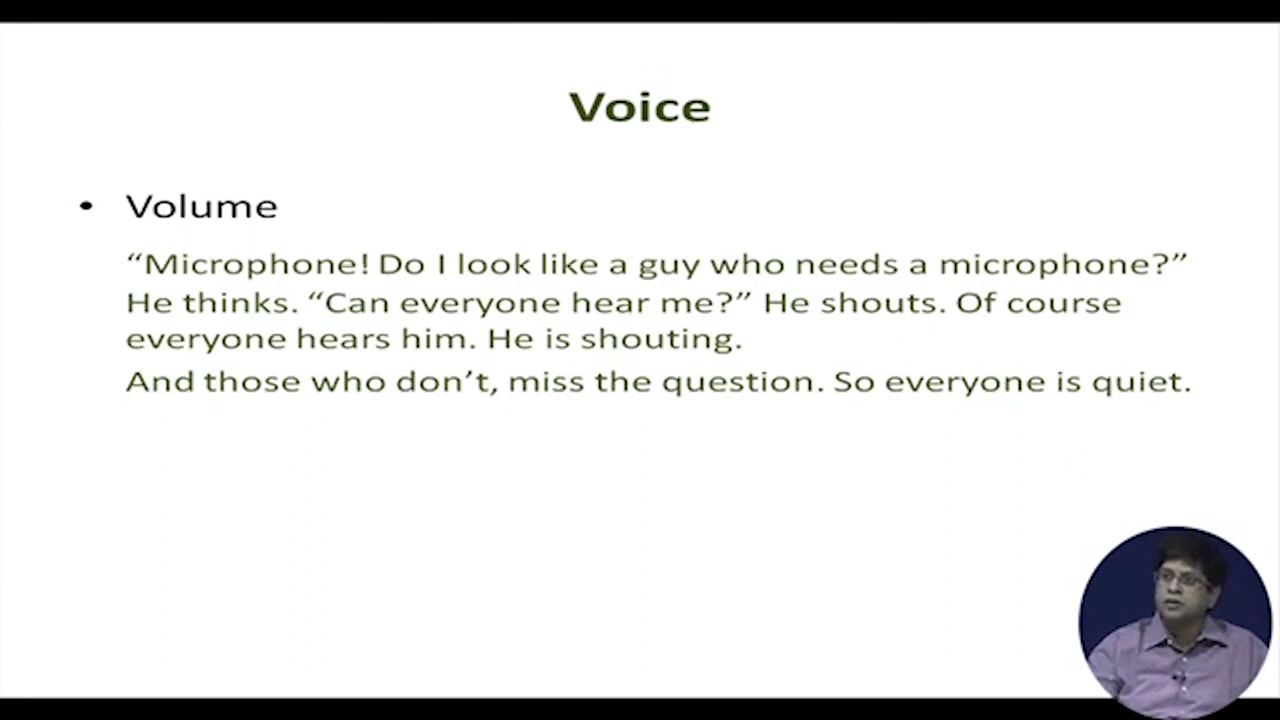 Voice
• Volume
“Microphone! Do I look like a guy who needs a microphone?”
He thinks. “Can everyone hear me?” He shouts. Of course
everyone hears him. He is shouting.
And those who don’t, miss the question. So everyone is quiet.